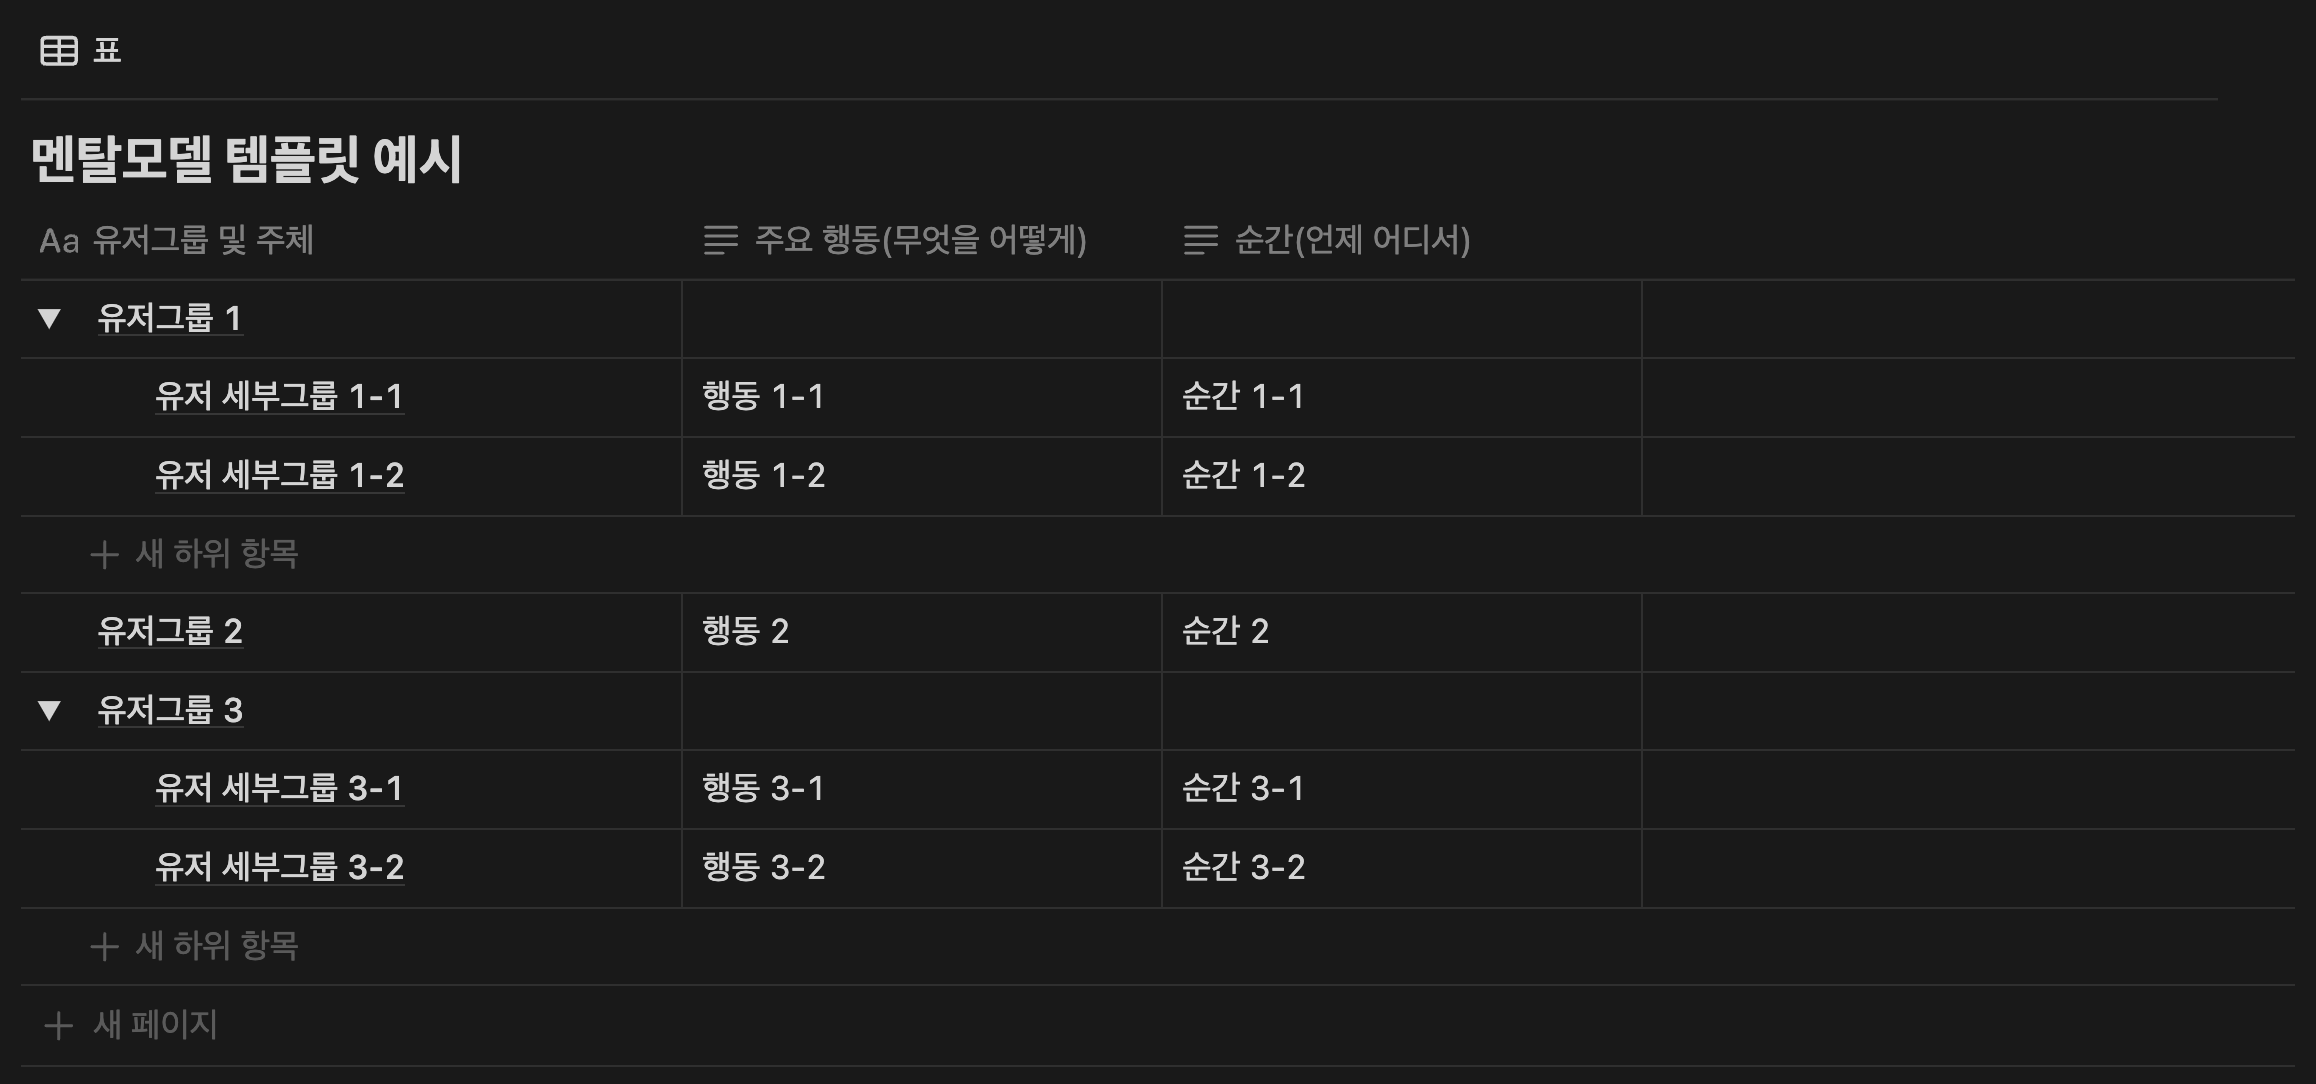 표
멘탈모델 템플릿 예시
Aa 유저그룹 및 주체 주요 행동(무엇을 어떻게) 순간(언제 어디서)
유저그룹 1
유저 세부그룹 1-1 행동 1-1 순간 1-1
유저 세부그룹 1-2 행동 1-2 순간 1-2
+ 새 하위 항목
유저그룹 2 행동 2 순간 2
유저그룹 3
유저 세부그룹 3-1 행동 3-1 순간 3-1
유저 세부그룹 3-2 행동 3-2 순간 3-2
+ 새 하위 항목
+ 새 페이지